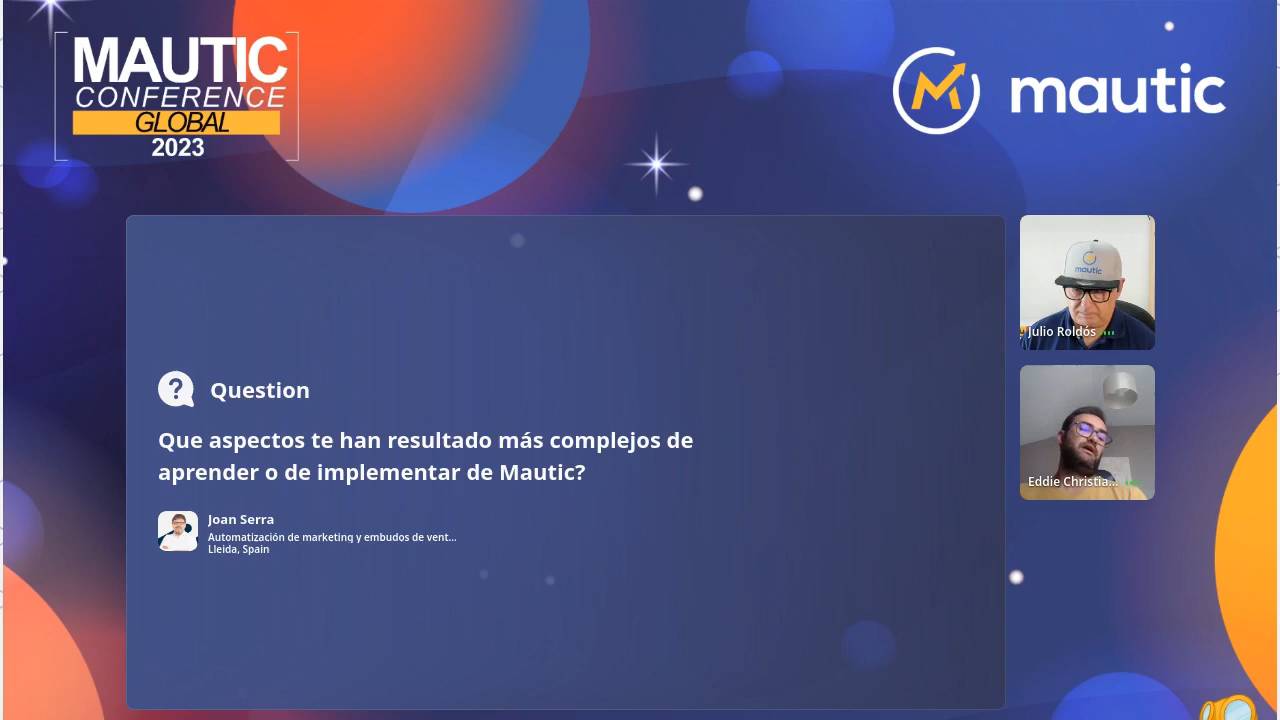 MAUTIC
CONFERENCE
GLOBAL
2023
mautic
Question
Que aspectos te han resultado más complejos de
aprender o de implementar de Mautic?
Joan Serra
Automatización de marketing y embudos de vent...
Lleida, Spain
mautic
Julio Roldós
Eddie Christia...